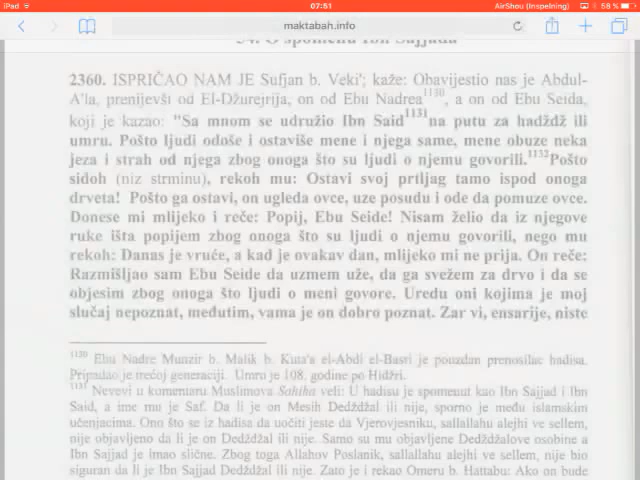 iPad
07:51
AirShou (Inspelning)
58 %
maktabah.info
54. O spomenu Ibn Sajjada
2360. ISPRIČAO NAM JE Sufjan b. Veki'; kaže: Obavijestio nas je Abdul-
A'la, prenijevši od El-Džurejrija, on od Ebu Nadrea1130, a on od Ebu Seida,
koji je kazao: "Sa mnom se udružio Ibn Said1131na putu za hadždž ili
umru. Pošto ljudi odoše i ostaviše mene i njega same, mene obuze neka
jeza i strah od njega zbog onoga što su ljudi o njemu govorili.1132Pošto
sidoh (niz strminu), rekoh mu: Ostavi svoj prtljag tamo ispod onoga
drveta! Pošto ga ostavi, on ugleda ovce, uze posudu i ode da pomuze ovce.
Donese mi mlijeko i reče: Popij, Ebu Seide! Nisam želio da iz njegove
ruke išta popijem zbog onoga što su ljudi o njemu govorili, nego mu
rekoh: Danas je vruće, a kad je ovakav dan, mlijeko mi ne prija. On reče:
Razmišljao sam Ebu Seide da uzmem uže, da ga svežem za drvo i da se
objesim zbog onoga što ljudi o meni govore. Uredu oni kojima je moj
slučaj nepoznat, međutim, vama je on dobro poznat. Zar vi, ensarije, niste
1130 Ebu Nadre Munzir b. Malik b. Kuta'a el-Abdi el-Basri je pouzdan prenosilac hadisa.
Pripadao je trećoj generaciji. Umro je 108. godine po Hidžri.
1131 Nevevi u komentaru Muslimova Sahiha veli: U hadisu je spomenut kao Ibn Sajjad i Ibn
Said, a ime mu je Saf. Da li je on Mesih Dedždžal ili nije, sporno je među islamskim
učenjacima. Ono što se iz hadisa da uočiti jeste da Vjerovjesniku, sallallahu alejhi ve sellem,
nije objavljeno da li je on Dedždžal ili nije. Samo su mu objavljene Dedždžalove osobine a
Ibn Sajjad je imao slične. Zbog toga Allahov Poslanik, sallallahu alejhi ve sellem, nije bio
siguran da li je Ibn Sajjad Dedždžal ili nije. Zato je i rekao Omeru b. Hattabu: Ako on bude